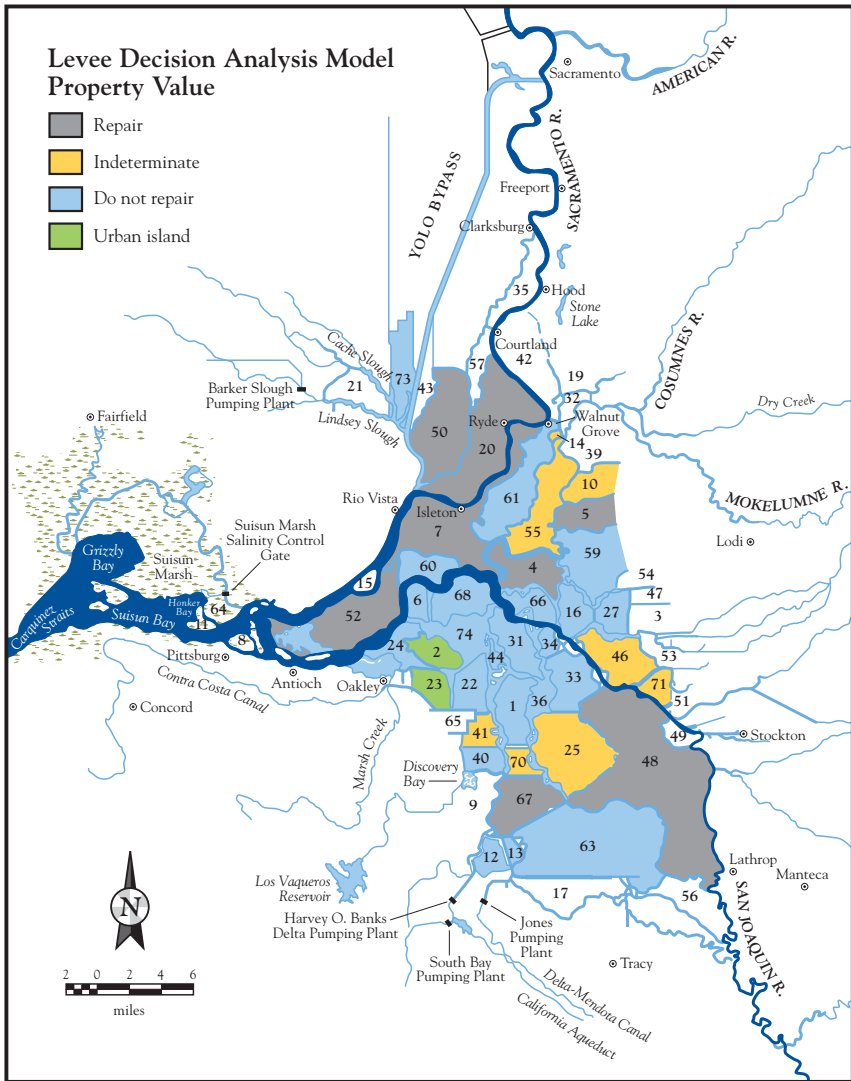 Levee Decision Analysis Model
Property Value
Repair
Indeterminate
Do not repair
Urban island
Sacramento
AMERICAN R.
YOLO BYPASS
SACRAMENTO R.
Freeport
Clarksburg
35
Hood
Stone
Lake
Courtland
42
57
COSUMNES R.
Cache Slough
73
43
21
19
32
Barker Slough
Pumping Plant
Lindsey Slough
Dry Creek
Fairfield
50
Ryde
20
Walnut
Grove
14
39
10
MOKELUMNE R.
61
5
Rio Vista
Isleton
7
55
Lodi
Suisun Marsh
Salinity Control
Gate
Grizzly
Bay
Suisun
Marsh
59
4
60
15
54
47
Honker
Bay
64
11
Suisun Bay
Carquinez
Straits
8
52
6
68
66
16
27
3
Pittsburg
24
74
2
44
31
34
46
53
Antioch
Oakley
23
22
33
71
51
Contra Costa Canal
Concord
1
36
65
41
49
Stockton
Marsh Creek
25
48
40
70
Discovery
Bay
9
67
12
13
63
Lathrop
Manteca
Los Vaqueros
Reservoir
17
56
Harvey O. Banks
Delta Pumping Plant
Jones
Pumping
Plant
South Bay
Pumping Plant
Tracy
SAN JOAQUIN R.
Delta-Mendota Canal
California Aqueduct
N
2 0 2 4 6
miles